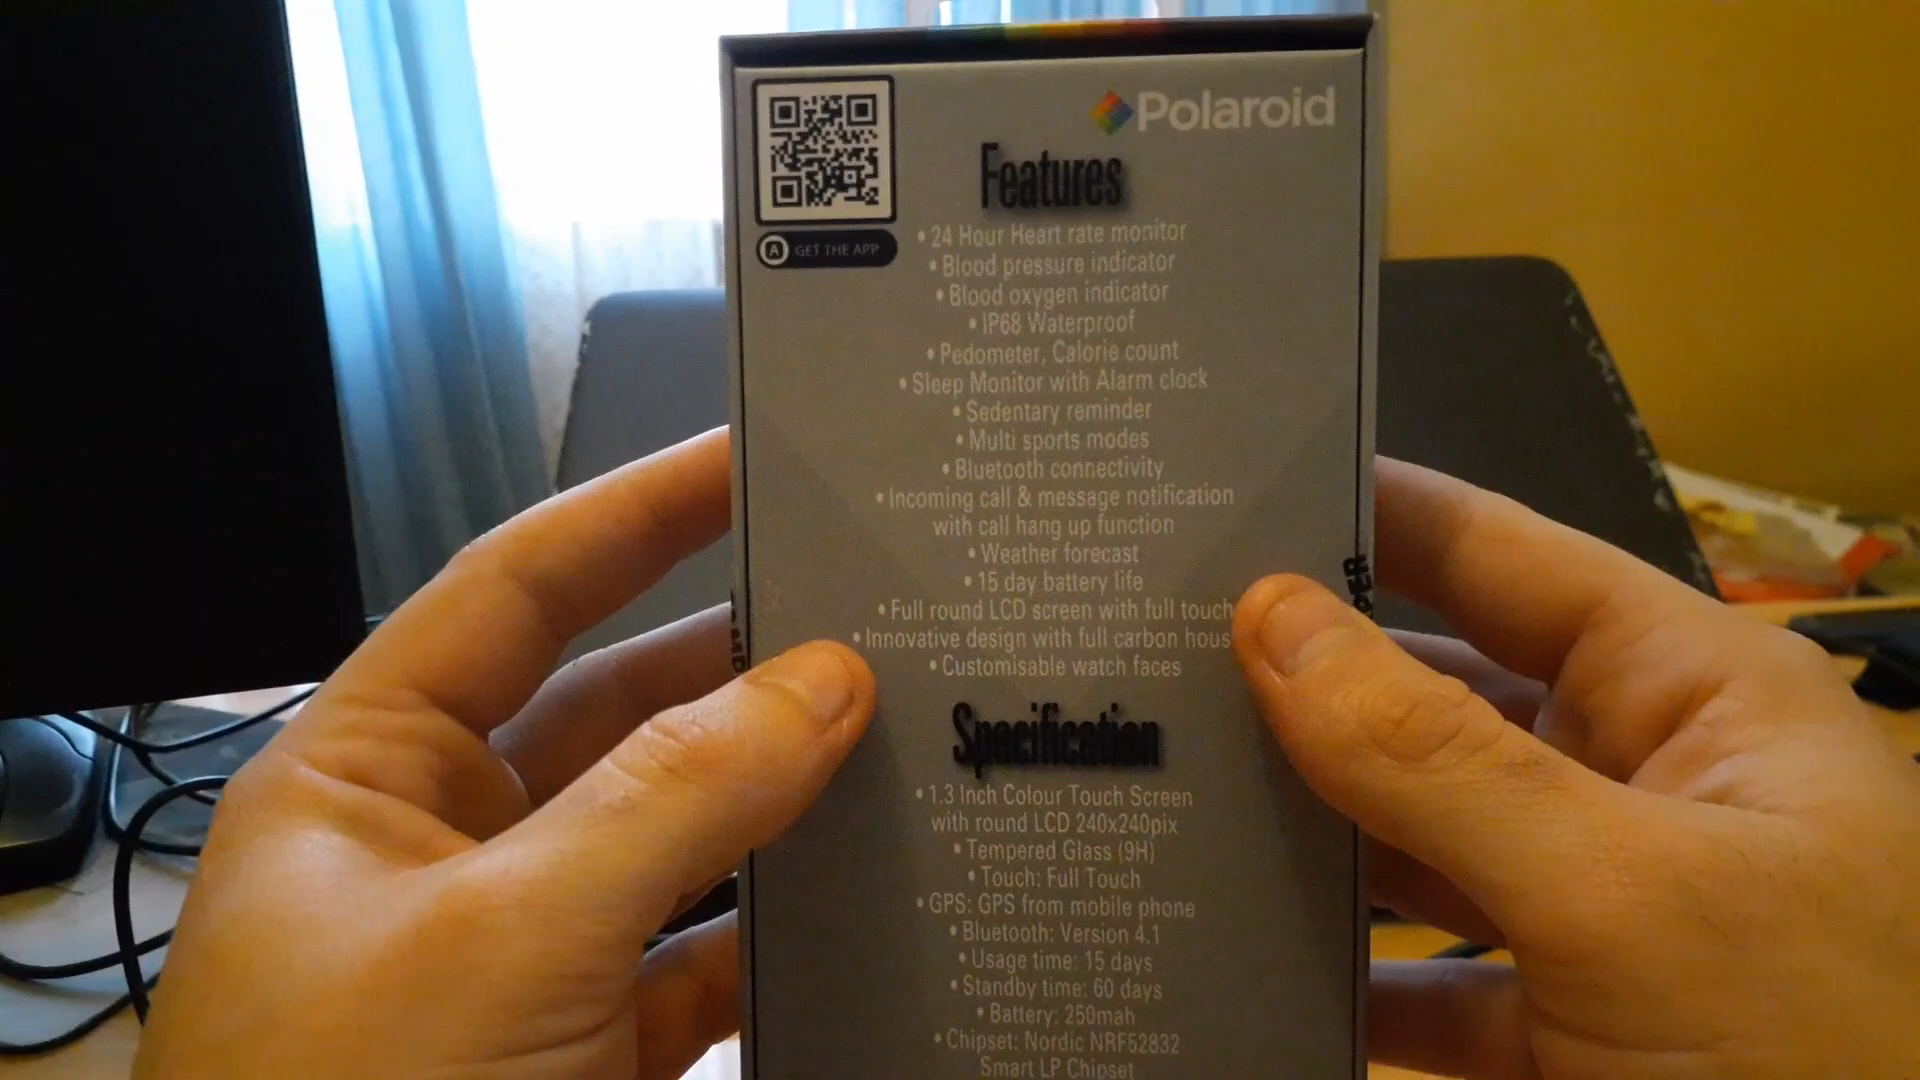 Polaroid
Features
GET THE APP
• 24 Hour Heart rate monitor
• Blood pressure indicator
• Blood oxygen indicator
• IP68 Waterproof
• Pedometer, Calorie count
• Sleep Monitor with Alarm clock
• Sedentary reminder
• Multi sports modes
• Bluetooth connectivity
• Incoming call & message notification
with call hang up function
• Weather forecast
• 15 day battery life
• Full round LCD screen with full touch
• Innovative design with full carbon hous
• Customisable watch faces
Specification
• 1.3 Inch Colour Touch Screen
with round LCD 240x240pix
• Tempered Glass (9H)
• Touch: Full Touch
• GPS: GPS from mobile phone
• Bluetooth: Version 4.1
• Usage time: 15 days
• Standby time: 60 days
• Battery: 250mah
• Chipset: Nordic NRF52832
Smart LP Chipset